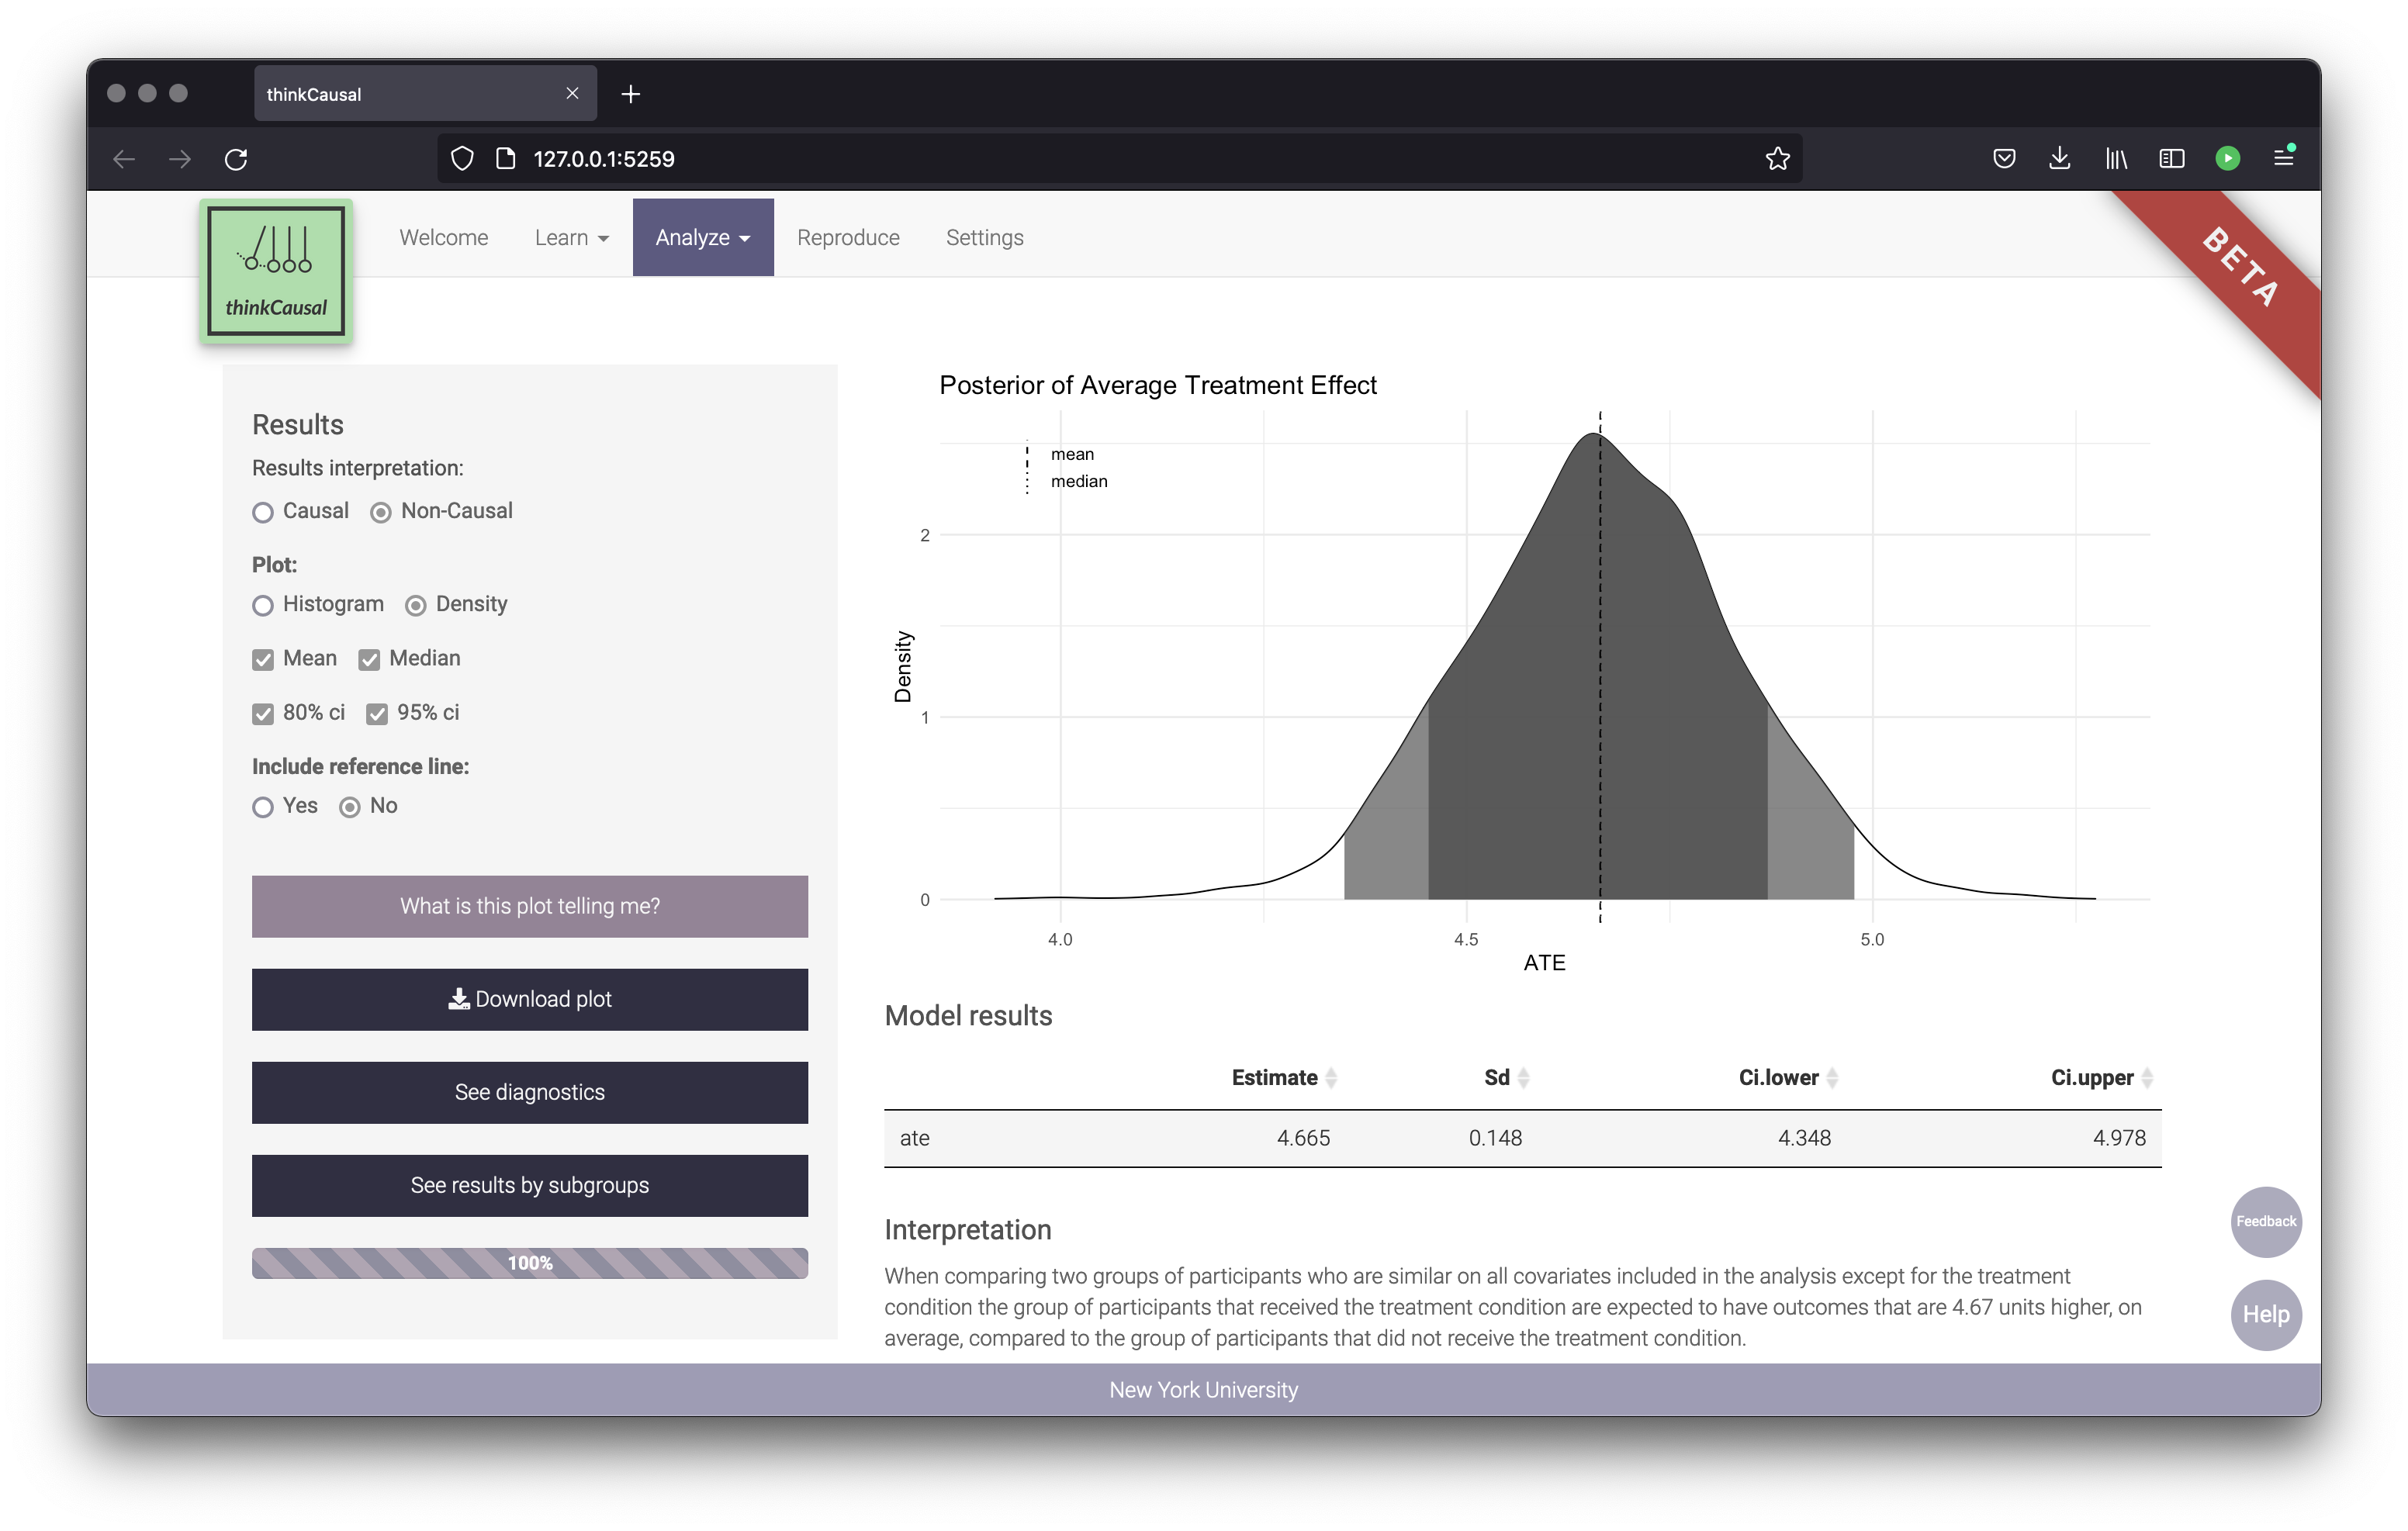 thinkCausal
127.0.0.1:5259
thinkCausal
Welcome
Learn
Analyze
Reproduce
Settings
BETA
Results
Results interpretation:
Causal Non-Causal
Plot:
Histogram Density
Mean Median
80% ci 95% ci
Include reference line:
Yes No
What is this plot telling me?
Download plot
See diagnostics
See results by subgroups
100%
Posterior of Average Treatment Effect
mean
median
2
1
0
Density
4.0 4.5 5.0
ATE
Model results
Estimate Sd Ci.lower Ci.upper
ate 4.665 0.148 4.348 4.978
Interpretation
When comparing two groups of participants who are similar on all covariates included in the analysis except for the treatment
condition the group of participants that received the treatment condition are expected to have outcomes that are 4.67 units higher, on
average, compared to the group of participants that did not receive the treatment condition.
Feedback
Help
New York University